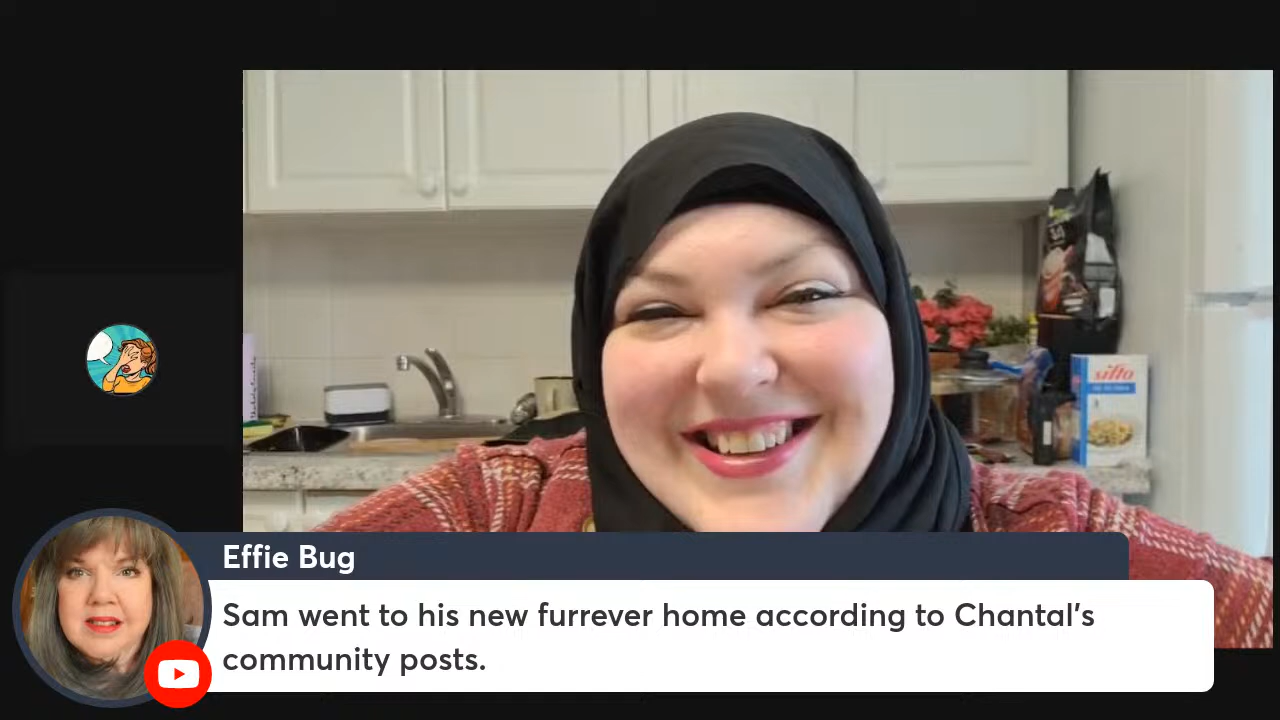 sifto
Effie Bug
Sam went to his new furrever home according to Chantal's
community posts.